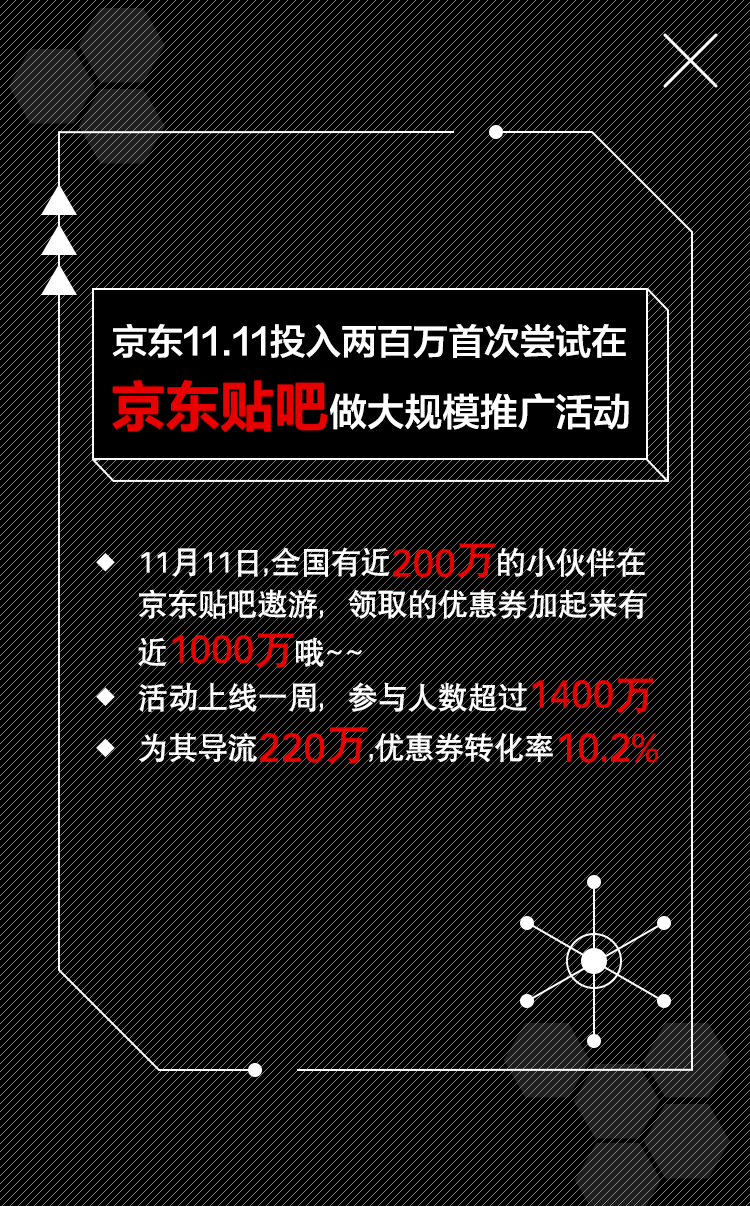 京东11.11投入两百万首次尝试在
京东贴吧做大规模推广活动
11月11日,全国有近200万的小伙伴在
京东贴吧遨游，领取的优惠券加起来有
近1000万哦~~
活动上线一周，参与人数超过1400万
为其导流220万,优惠券转化率10.2%